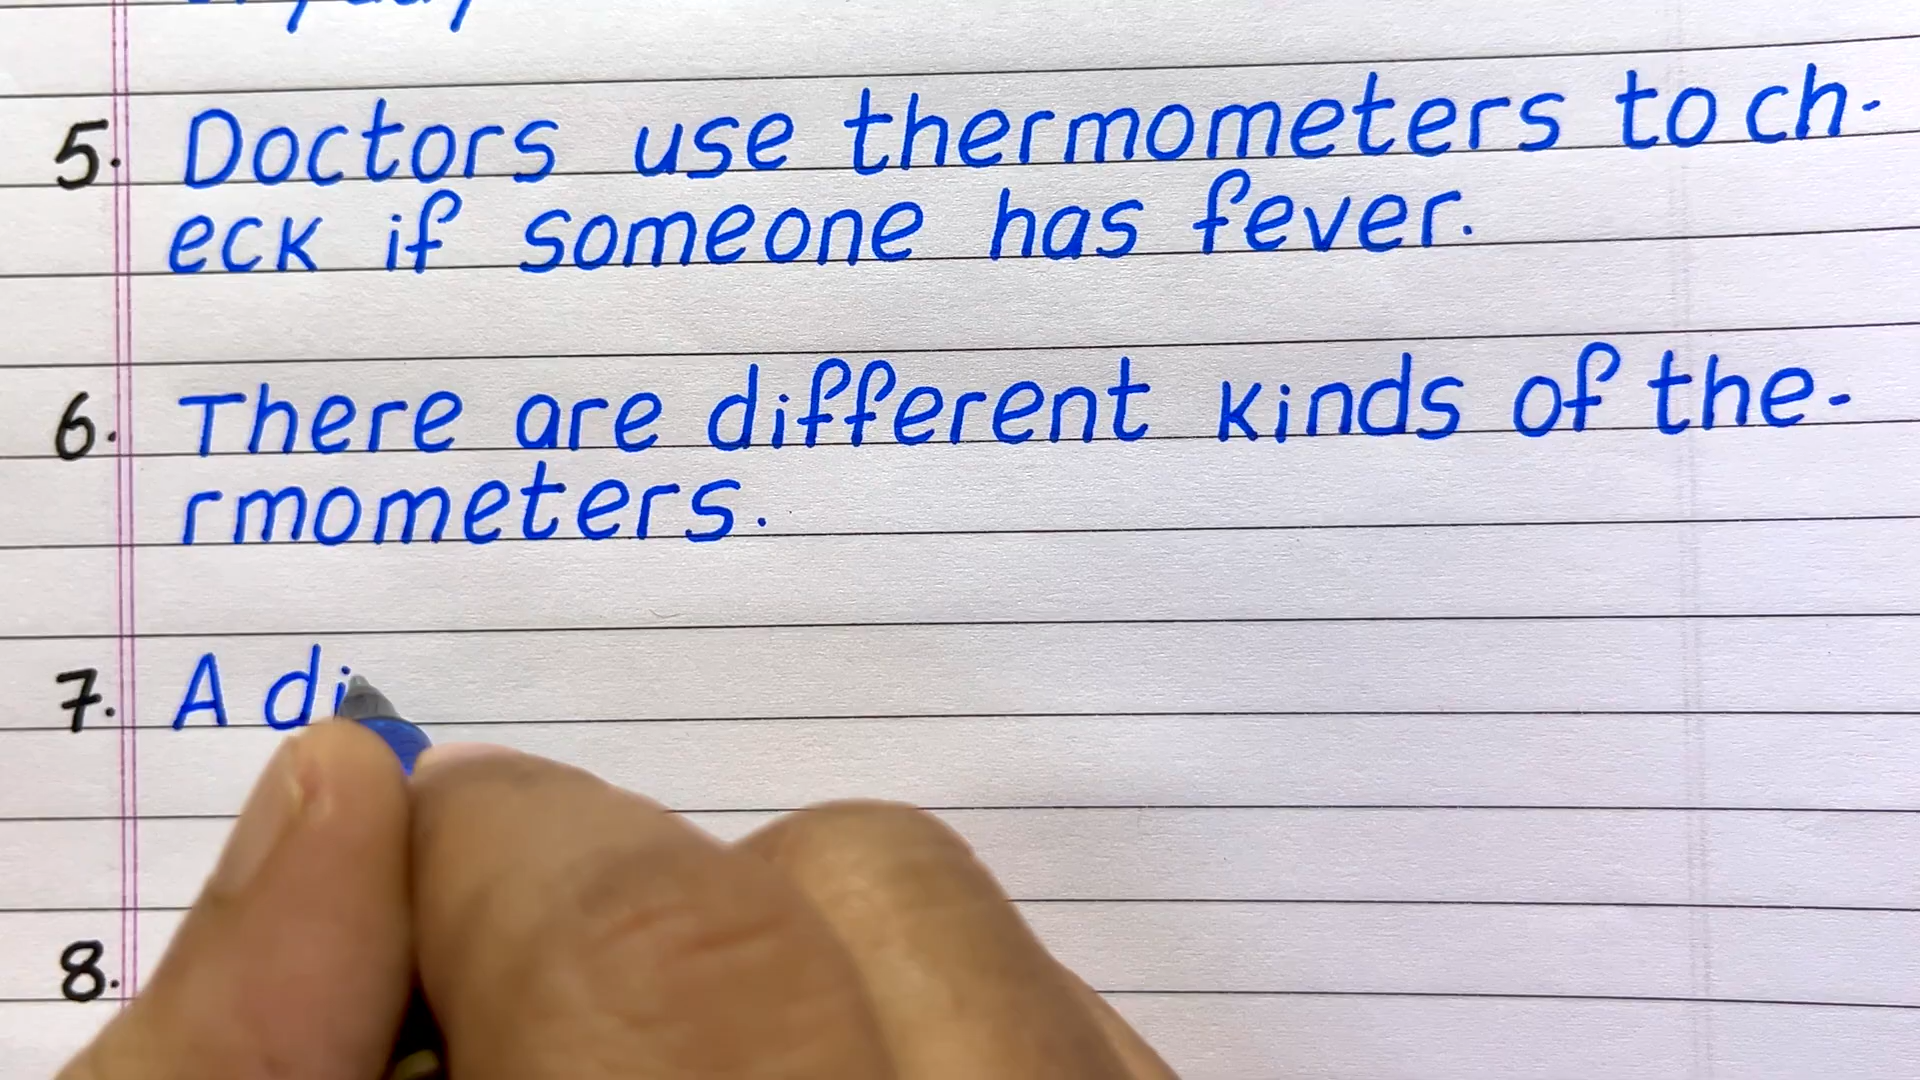 5. Doctors use thermometers to ch-
eck if someone has fever.
6. There are different kinds of the-
rmometers.
7. A di
8.